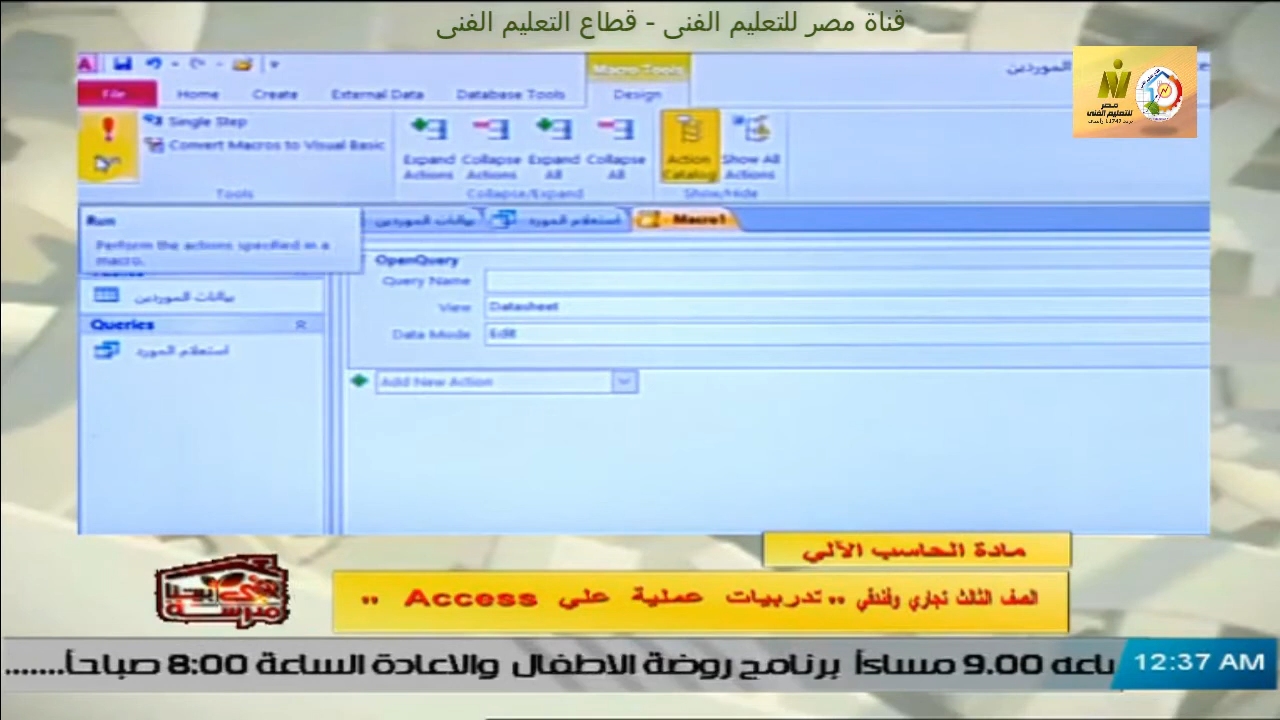 قناة مصر للتعليم الفنى - قطاع التعليم الفنى
Macro Tools
الموردين
File Home Create External Data Database Tools Design
مصر
للتعليم الفنى
Single Step
Convert Macros to Visual Basic
Run
Expand Actions
Collapse Actions
Expand All
Collapse All
Action Catalog
Show All Actions
Tools
Collapse/Expand
Show/Hide
Run
Perform the actions specified in a macro.
بيانات الموردين
استعلام المورد
Macro1
OpenQuery
Query Name
View Datasheet
Data Mode Edit
Add New Action
بيانات الموردين
Queries
استعلام المورد
مادة الحاسب الآلي
الصف الثالث تجاري وفندقي ,, تدريبات عملية علي Access ,,
مدرسة
باعه 9.00 مساءاً برنامج روضة الاطفال والاعادة الساعة 8:00 صباحاً.......
12:37 AM